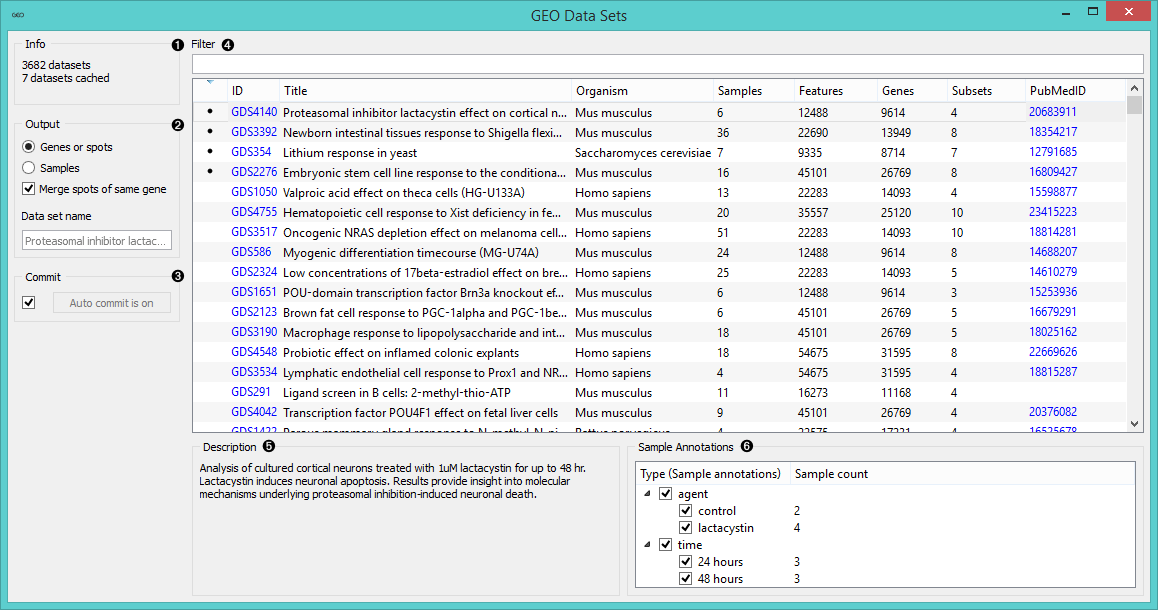 GEO
GEO Data Sets
Info
1
3682 datasets
7 datasets cached
Output
2
Genes or spots
Samples
Merge spots of same gene
Data set name
Proteasomal inhibitor lactac...
Commit
3
Auto commit is on
Filter 4
ID Title Organism Samples Features Genes Subsets PubMedID
GDS4140 Proteasomal inhibitor lactacystin effect on cortical n... Mus musculus 6 12488 9614 4 20683911
GDS3392 Newborn intestinal tissues response to Shigella flexi... Mus musculus 36 22690 13949 8 18354217
GDS354 Lithium response in yeast Saccharomyces cerevisiae 7 9335 8714 7 12791685
GDS2276 Embryonic stem cell line response to the conditiona... Mus musculus 16 45101 26769 8 16809427
GDS1050 Valproic acid effect on theca cells (HG-U133A) Homo sapiens 13 22283 14093 4 15598877
GDS4755 Hematopoietic cell response to Xist deficiency in fe... Mus musculus 20 35557 25120 10 23415223
GDS3517 Oncogenic NRAS depletion effect on melanoma cell... Homo sapiens 51 22283 14093 10 18814281
GDS586 Myogenic differentiation timecourse (MG-U74A) Mus musculus 24 12488 9614 8 14688207
GDS2324 Low concentrations of 17beta-estradiol effect on bre... Homo sapiens 25 22283 14093 5 14610279
GDS1651 POU-domain transcription factor Brn3a knockout ef... Mus musculus 6 12488 9614 3 15253936
GDS2123 Brown fat cell response to PGC-1alpha and PGC-1be... Mus musculus 6 45101 26769 5 16679291
GDS3190 Macrophage response to lipopolysaccharide and int... Mus musculus 18 45101 26769 5 18025162
GDS4548 Probiotic effect on inflamed colonic explants Homo sapiens 18 54675 31595 8 22669626
GDS3534 Lymphatic endothelial cell response to Prox1 and NR... Homo sapiens 4 54675 31595 4 18815287
GDS291 Ligand screen in B cells: 2-methyl-thio-ATP Mus musculus 11 16273 11168 4
GDS4042 Transcription factor POU4F1 effect on fetal liver cells Mus musculus 9 45101 26769 4 20376082
Description 5
Analysis of cultured cortical neurons treated with 1uM lactacystin for up to 48 hr.
Lactacystin induces neuronal apoptosis. Results provide insight into molecular
mechanisms underlying proteasomal inhibition-induced neuronal death.
Sample Annotations 6
Type (Sample annotations) Sample count
agent
control 2
lactacystin 4
time
24 hours 3
48 hours 3